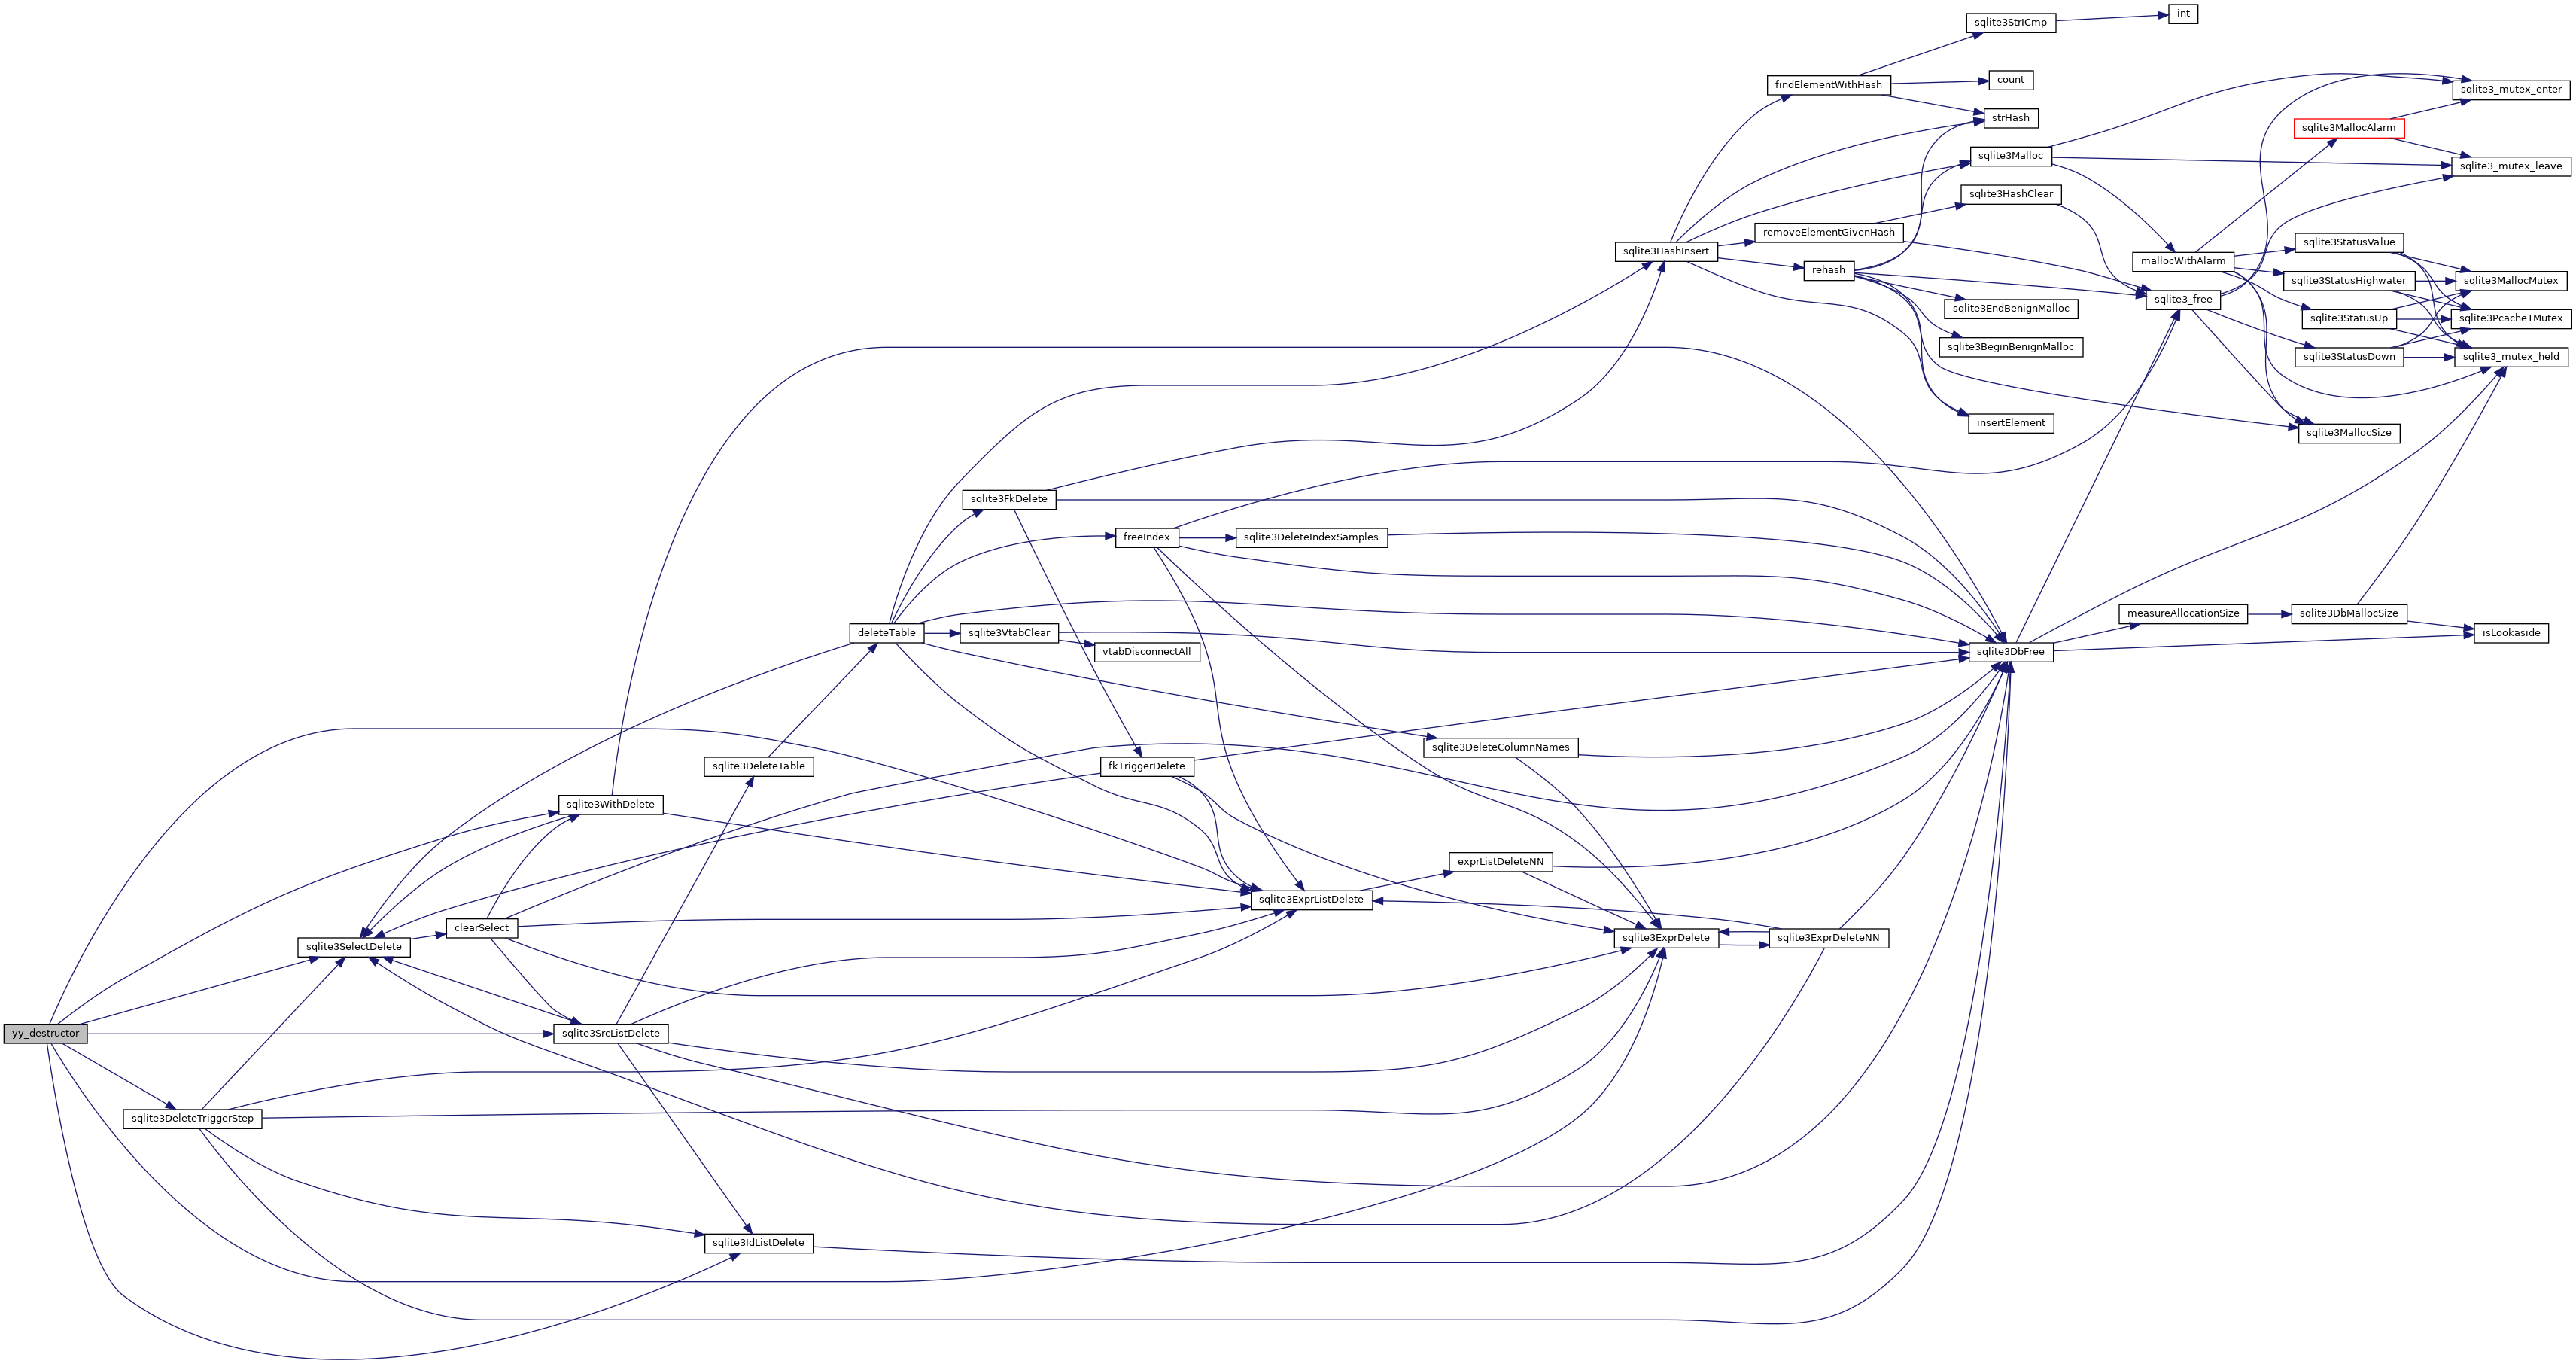 int
sqlite3StrICmp
count
findElementWithHash
sqlite3_mutex_enter
strHash
sqlite3MallocAlarm
sqlite3Malloc
sqlite3_mutex_leave
sqlite3HashClear
removeElementGivenHash
sqlite3StatusValue
sqlite3HashInsert
mallocWithAlarm
rehash
sqlite3StatusHighwater
sqlite3MallocMutex
sqlite3_free
sqlite3EndBenignMalloc
sqlite3StatusUp
sqlite3Pcache1Mutex
sqlite3BeginBenignMalloc
sqlite3StatusDown
sqlite3_mutex_held
insertElement
sqlite3MallocSize
sqlite3FkDelete
freeIndex
sqlite3DeleteIndexSamples
measureAllocationSize
sqlite3DbMallocSize
deleteTable
sqlite3VtabClear
isLookaside
vtabDisconnectAll
sqlite3DbFree
sqlite3DeleteColumnNames
sqlite3DeleteTable
fkTriggerDelete
sqlite3WithDelete
exprListDeleteNN
sqlite3ExprListDelete
clearSelect
sqlite3ExprDelete
sqlite3ExprDeleteNN
sqlite3SelectDelete
yy_destructor
sqlite3SrcListDelete
sqlite3DeleteTriggerStep
sqlite3IdListDelete